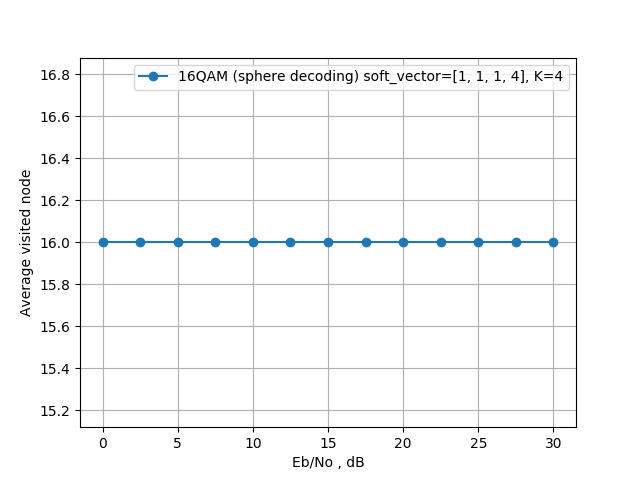 16QAM (sphere decoding) soft_vector=[1, 1, 1, 4], K=4
Average visited node
16.8
16.6
16.4
16.2
16.0
15.8
15.6
15.4
15.2
0 5 10 15 20 25 30
Eb/No , dB